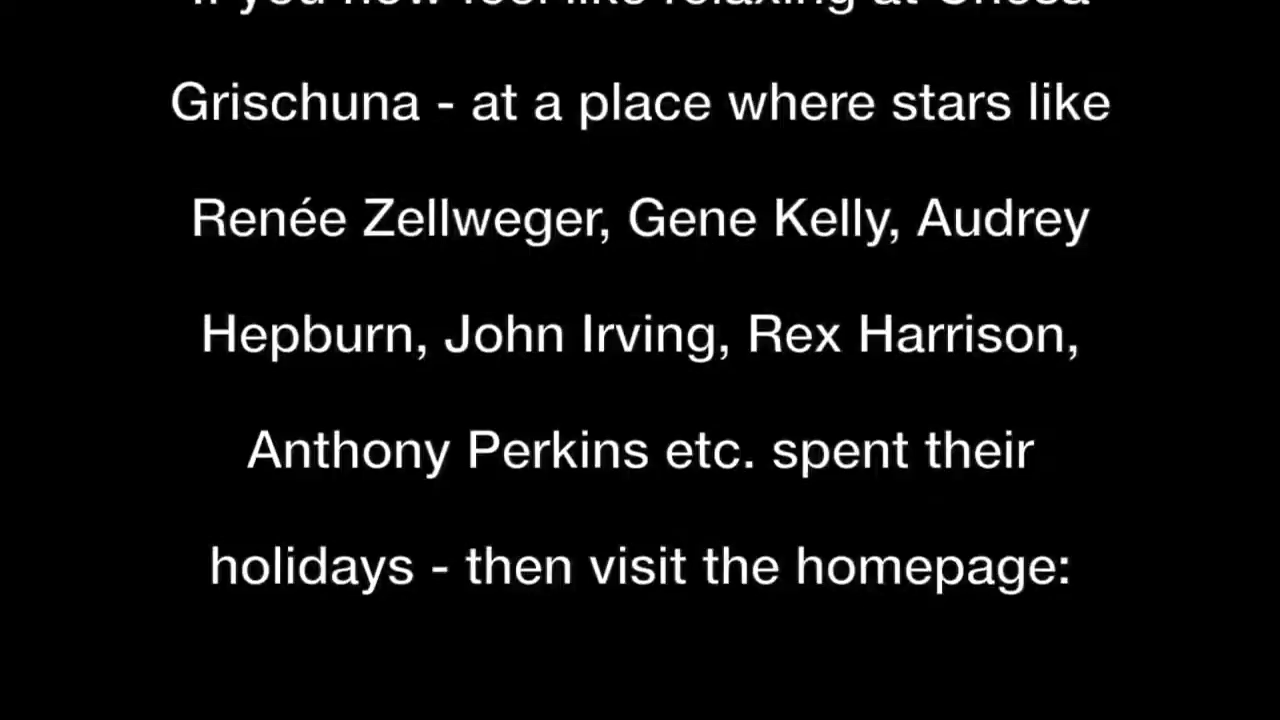 If you now feel like relaxing at Chesa
Grischuna - at a place where stars like
Renée Zellweger, Gene Kelly, Audrey
Hepburn, John Irving, Rex Harrison,
Anthony Perkins etc. spent their
holidays - then visit the homepage: